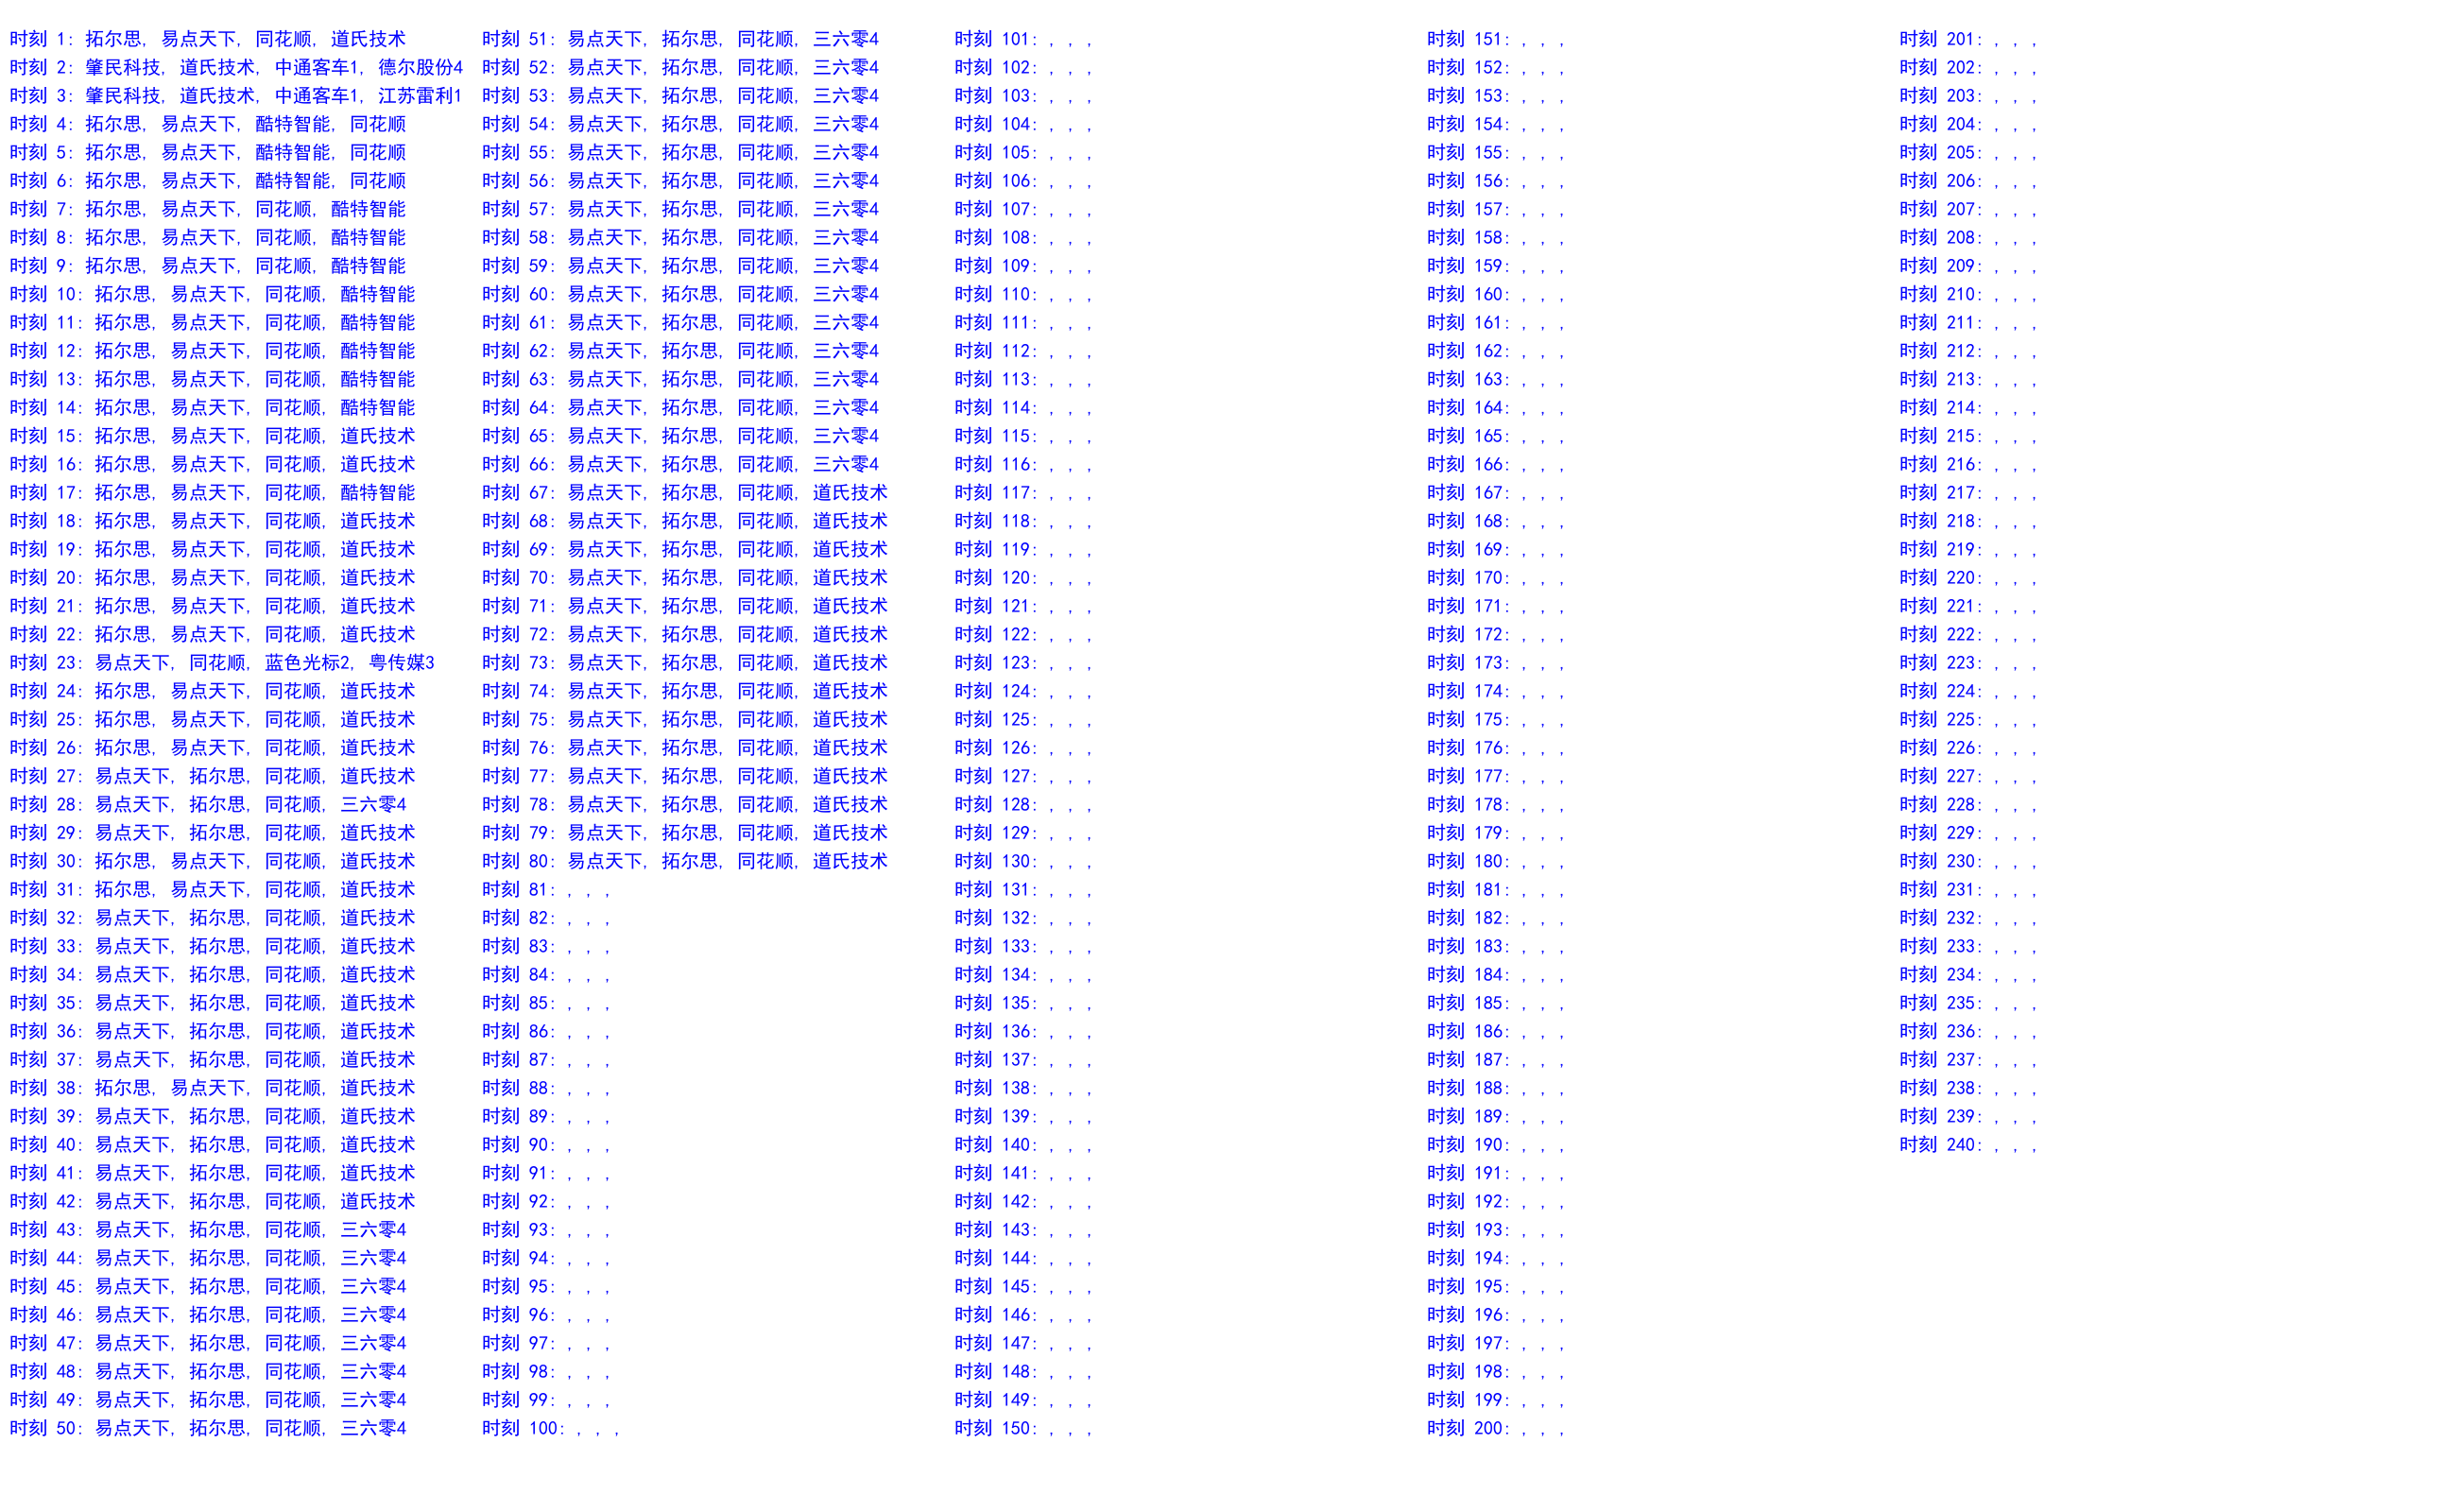 时刻 1: 拓尔思, 易点天下, 同花顺, 道氏技术
时刻 2: 肇民科技, 道氏技术, 中通客车1, 德尔股份4
时刻 3: 肇民科技, 道氏技术, 中通客车1, 江苏雷利1
时刻 4: 拓尔思, 易点天下, 酷特智能, 同花顺
时刻 5: 拓尔思, 易点天下, 酷特智能, 同花顺
时刻 6: 拓尔思, 易点天下, 酷特智能, 同花顺
时刻 7: 拓尔思, 易点天下, 同花顺, 酷特智能
时刻 8: 拓尔思, 易点天下, 同花顺, 酷特智能
时刻 9: 拓尔思, 易点天下, 同花顺, 酷特智能
时刻 10: 拓尔思, 易点天下, 同花顺, 酷特智能
时刻 11: 拓尔思, 易点天下, 同花顺, 酷特智能
时刻 12: 拓尔思, 易点天下, 同花顺, 酷特智能
时刻 13: 拓尔思, 易点天下, 同花顺, 酷特智能
时刻 14: 拓尔思, 易点天下, 同花顺, 酷特智能
时刻 15: 拓尔思, 易点天下, 同花顺, 道氏技术
时刻 16: 拓尔思, 易点天下, 同花顺, 道氏技术
时刻 17: 拓尔思, 易点天下, 同花顺, 酷特智能
时刻 18: 拓尔思, 易点天下, 同花顺, 道氏技术
时刻 19: 拓尔思, 易点天下, 同花顺, 道氏技术
时刻 20: 拓尔思, 易点天下, 同花顺, 道氏技术
时刻 21: 拓尔思, 易点天下, 同花顺, 道氏技术
时刻 22: 拓尔思, 易点天下, 同花顺, 道氏技术
时刻 23: 易点天下, 同花顺, 蓝色光标2, 粤传媒3
时刻 24: 拓尔思, 易点天下, 同花顺, 道氏技术
时刻 25: 拓尔思, 易点天下, 同花顺, 道氏技术
时刻 26: 拓尔思, 易点天下, 同花顺, 道氏技术
时刻 27: 易点天下, 拓尔思, 同花顺, 道氏技术
时刻 28: 易点天下, 拓尔思, 同花顺, 三六零4
时刻 29: 易点天下, 拓尔思, 同花顺, 道氏技术
时刻 30: 拓尔思, 易点天下, 同花顺, 道氏技术
时刻 31: 拓尔思, 易点天下, 同花顺, 道氏技术
时刻 32: 易点天下, 拓尔思, 同花顺, 道氏技术
时刻 33: 易点天下, 拓尔思, 同花顺, 道氏技术
时刻 34: 易点天下, 拓尔思, 同花顺, 道氏技术
时刻 35: 易点天下, 拓尔思, 同花顺, 道氏技术
时刻 36: 易点天下, 拓尔思, 同花顺, 道氏技术
时刻 37: 易点天下, 拓尔思, 同花顺, 道氏技术
时刻 38: 拓尔思, 易点天下, 同花顺, 道氏技术
时刻 39: 易点天下, 拓尔思, 同花顺, 道氏技术
时刻 40: 易点天下, 拓尔思, 同花顺, 道氏技术
时刻 41: 易点天下, 拓尔思, 同花顺, 道氏技术
时刻 42: 易点天下, 拓尔思, 同花顺, 道氏技术
时刻 43: 易点天下, 拓尔思, 同花顺, 三六零4
时刻 44: 易点天下, 拓尔思, 同花顺, 三六零4
时刻 45: 易点天下, 拓尔思, 同花顺, 三六零4
时刻 46: 易点天下, 拓尔思, 同花顺, 三六零4
时刻 47: 易点天下, 拓尔思, 同花顺, 三六零4
时刻 48: 易点天下, 拓尔思, 同花顺, 三六零4
时刻 49: 易点天下, 拓尔思, 同花顺, 三六零4
时刻 50: 易点天下, 拓尔思, 同花顺, 三六零4
时刻 51: 易点天下, 拓尔思, 同花顺, 三六零4
时刻 52: 易点天下, 拓尔思, 同花顺, 三六零4
时刻 53: 易点天下, 拓尔思, 同花顺, 三六零4
时刻 54: 易点天下, 拓尔思, 同花顺, 三六零4
时刻 55: 易点天下, 拓尔思, 同花顺, 三六零4
时刻 56: 易点天下, 拓尔思, 同花顺, 三六零4
时刻 57: 易点天下, 拓尔思, 同花顺, 三六零4
时刻 58: 易点天下, 拓尔思, 同花顺, 三六零4
时刻 59: 易点天下, 拓尔思, 同花顺, 三六零4
时刻 60: 易点天下, 拓尔思, 同花顺, 三六零4
时刻 61: 易点天下, 拓尔思, 同花顺, 三六零4
时刻 62: 易点天下, 拓尔思, 同花顺, 三六零4
时刻 63: 易点天下, 拓尔思, 同花顺, 三六零4
时刻 64: 易点天下, 拓尔思, 同花顺, 三六零4
时刻 65: 易点天下, 拓尔思, 同花顺, 三六零4
时刻 66: 易点天下, 拓尔思, 同花顺, 三六零4
时刻 67: 易点天下, 拓尔思, 同花顺, 道氏技术
时刻 68: 易点天下, 拓尔思, 同花顺, 道氏技术
时刻 69: 易点天下, 拓尔思, 同花顺, 道氏技术
时刻 70: 易点天下, 拓尔思, 同花顺, 道氏技术
时刻 71: 易点天下, 拓尔思, 同花顺, 道氏技术
时刻 72: 易点天下, 拓尔思, 同花顺, 道氏技术
时刻 73: 易点天下, 拓尔思, 同花顺, 道氏技术
时刻 74: 易点天下, 拓尔思, 同花顺, 道氏技术
时刻 75: 易点天下, 拓尔思, 同花顺, 道氏技术
时刻 76: 易点天下, 拓尔思, 同花顺, 道氏技术
时刻 77: 易点天下, 拓尔思, 同花顺, 道氏技术
时刻 78: 易点天下, 拓尔思, 同花顺, 道氏技术
时刻 79: 易点天下, 拓尔思, 同花顺, 道氏技术
时刻 80: 易点天下, 拓尔思, 同花顺, 道氏技术
时刻 81: , , ,
时刻 82: , , ,
时刻 83: , , ,
时刻 84: , , ,
时刻 85: , , ,
时刻 86: , , ,
时刻 87: , , ,
时刻 88: , , ,
时刻 89: , , ,
时刻 90: , , ,
时刻 91: , , ,
时刻 92: , , ,
时刻 93: , , ,
时刻 94: , , ,
时刻 95: , , ,
时刻 96: , , ,
时刻 97: , , ,
时刻 98: , , ,
时刻 99: , , ,
时刻 100: , , ,
时刻 101: , , ,
时刻 102: , , ,
时刻 103: , , ,
时刻 104: , , ,
时刻 105: , , ,
时刻 106: , , ,
时刻 107: , , ,
时刻 108: , , ,
时刻 109: , , ,
时刻 110: , , ,
时刻 111: , , ,
时刻 112: , , ,
时刻 113: , , ,
时刻 114: , , ,
时刻 115: , , ,
时刻 116: , , ,
时刻 117: , , ,
时刻 118: , , ,
时刻 119: , , ,
时刻 120: , , ,
时刻 121: , , ,
时刻 122: , , ,
时刻 123: , , ,
时刻 124: , , ,
时刻 125: , , ,
时刻 126: , , ,
时刻 127: , , ,
时刻 128: , , ,
时刻 129: , , ,
时刻 130: , , ,
时刻 131: , , ,
时刻 132: , , ,
时刻 133: , , ,
时刻 134: , , ,
时刻 135: , , ,
时刻 136: , , ,
时刻 137: , , ,
时刻 138: , , ,
时刻 139: , , ,
时刻 140: , , ,
时刻 141: , , ,
时刻 142: , , ,
时刻 143: , , ,
时刻 144: , , ,
时刻 145: , , ,
时刻 146: , , ,
时刻 147: , , ,
时刻 148: , , ,
时刻 149: , , ,
时刻 150: , , ,
时刻 151: , , ,
时刻 152: , , ,
时刻 153: , , ,
时刻 154: , , ,
时刻 155: , , ,
时刻 156: , , ,
时刻 157: , , ,
时刻 158: , , ,
时刻 159: , , ,
时刻 160: , , ,
时刻 161: , , ,
时刻 162: , , ,
时刻 163: , , ,
时刻 164: , , ,
时刻 165: , , ,
时刻 166: , , ,
时刻 167: , , ,
时刻 168: , , ,
时刻 169: , , ,
时刻 170: , , ,
时刻 171: , , ,
时刻 172: , , ,
时刻 173: , , ,
时刻 174: , , ,
时刻 175: , , ,
时刻 176: , , ,
时刻 177: , , ,
时刻 178: , , ,
时刻 179: , , ,
时刻 180: , , ,
时刻 181: , , ,
时刻 182: , , ,
时刻 183: , , ,
时刻 184: , , ,
时刻 185: , , ,
时刻 186: , , ,
时刻 187: , , ,
时刻 188: , , ,
时刻 189: , , ,
时刻 190: , , ,
时刻 191: , , ,
时刻 192: , , ,
时刻 193: , , ,
时刻 194: , , ,
时刻 195: , , ,
时刻 196: , , ,
时刻 197: , , ,
时刻 198: , , ,
时刻 199: , , ,
时刻 200: , , ,
时刻 201: , , ,
时刻 202: , , ,
时刻 203: , , ,
时刻 204: , , ,
时刻 205: , , ,
时刻 206: , , ,
时刻 207: , , ,
时刻 208: , , ,
时刻 209: , , ,
时刻 210: , , ,
时刻 211: , , ,
时刻 212: , , ,
时刻 213: , , ,
时刻 214: , , ,
时刻 215: , , ,
时刻 216: , , ,
时刻 217: , , ,
时刻 218: , , ,
时刻 219: , , ,
时刻 220: , , ,
时刻 221: , , ,
时刻 222: , , ,
时刻 223: , , ,
时刻 224: , , ,
时刻 225: , , ,
时刻 226: , , ,
时刻 227: , , ,
时刻 228: , , ,
时刻 229: , , ,
时刻 230: , , ,
时刻 231: , , ,
时刻 232: , , ,
时刻 233: , , ,
时刻 234: , , ,
时刻 235: , , ,
时刻 236: , , ,
时刻 237: , , ,
时刻 238: , , ,
时刻 239: , , ,
时刻 240: , , ,